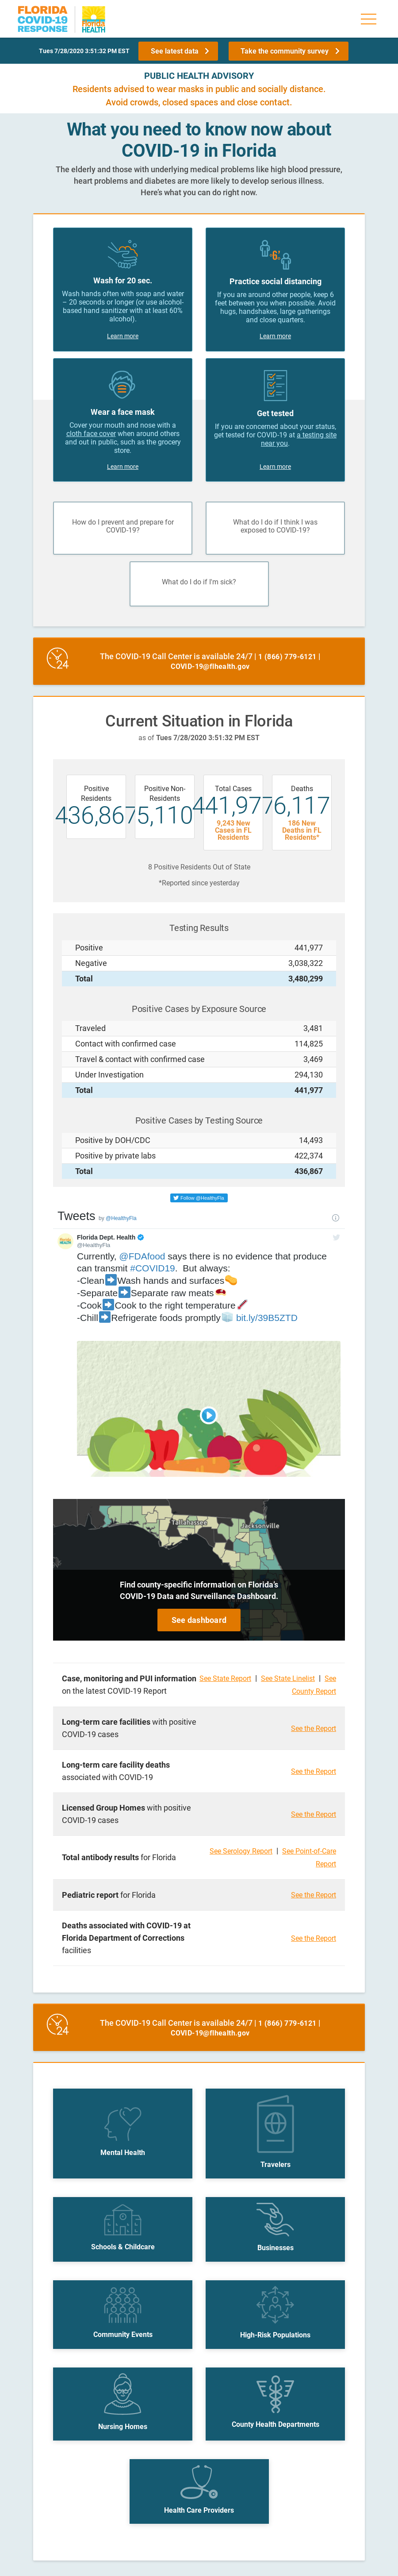 FLORIDA
COVID-19
RESPONSE
Florida
HEALTH
Tues 7/28/2020 3:51:32 PM EST
See latest data
Take the community survey
PUBLIC HEALTH ADVISORY
Residents advised to wear masks in public and socially distance.
Avoid crowds, closed spaces and close contact.
What you need to know now about
COVID-19 in Florida
The elderly and those with underlying medical problems like high blood pressure,
heart problems and diabetes are more likely to develop serious illness.
Here's what you can do right now.
Wash for 20 sec.
Wash hands often with soap and water
– 20 seconds or longer (or use alcohol-
based hand sanitizer with at least 60%
alcohol).
Learn more
6'
Practice social distancing
If you are around other people, keep 6
feet between you when possible. Avoid
hugs, handshakes, large gatherings
and close quarters.
Learn more
Wear a face mask
Cover your mouth and nose with a
cloth face cover when around others
and out in public, such as the grocery
store.
Learn more
Get tested
If you are concerned about your status,
get tested for COVID-19 at a testing site
near you.
Learn more
How do I prevent and prepare for
COVID-19?
What do I do if I think I was
exposed to COVID-19?
What do I do if I'm sick?
24
The COVID-19 Call Center is available 24/7 | 1 (866) 779-6121 |
COVID-19@flhealth.gov
Current Situation in Florida
as of Tues 7/28/2020 3:51:32 PM EST
Positive
Residents
436,867
Positive Non-
Residents
5,110
Total Cases
441,977
9,243 New
Cases in FL
Residents
Deaths
6,117
186 New
Deaths in FL
Residents*
8 Positive Residents Out of State
*Reported since yesterday
Testing Results
Positive 441,977
Negative 3,038,322
Total 3,480,299
Positive Cases by Exposure Source
Traveled 3,481
Contact with confirmed case 114,825
Travel & contact with confirmed case 3,469
Under Investigation 294,130
Total 441,977
Positive Cases by Testing Source
Positive by DOH/CDC 14,493
Positive by private labs 422,374
Total 436,867
Follow @HealthyFla
Tweets by @HealthyFla
Florida Dept. Health
@HealthyFla
Currently, @FDAfood says there is no evidence that produce
can transmit #COVID19. But always:
-Clean➡️Wash hands and surfaces
-Separate➡️Separate raw meats
-Cook➡️Cook to the right temperature
-Chill➡️Refrigerate foods promptly bit.ly/39B5ZTD
Tallahassee
Jacksonville
Find county-specific information on Florida's
COVID-19 Data and Surveillance Dashboard.
See dashboard
Case, monitoring and PUI information
on the latest COVID-19 Report
See State Report | See State Linelist | See
County Report
Long-term care facilities with positive
COVID-19 cases
See the Report
Long-term care facility deaths
associated with COVID-19
See the Report
Licensed Group Homes with positive
COVID-19 cases
See the Report
Total antibody results for Florida
See Serology Report | See Point-of-Care
Report
Pediatric report for Florida
See the Report
Deaths associated with COVID-19 at
Florida Department of Corrections
facilities
See the Report
24
The COVID-19 Call Center is available 24/7 | 1 (866) 779-6121 |
COVID-19@flhealth.gov
Mental Health
Travelers
Schools & Childcare
Businesses
Community Events
High-Risk Populations
Nursing Homes
County Health Departments
Health Care Providers